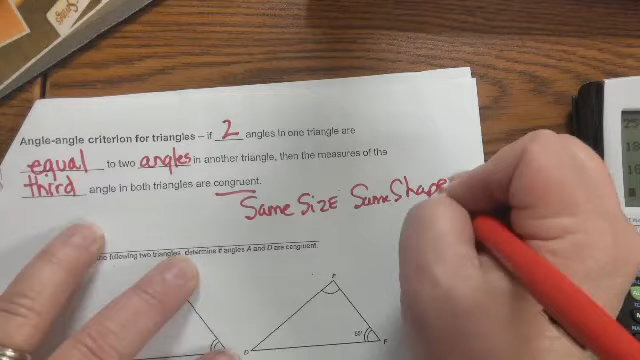 Angle-angle criterion for triangles – if 2 angles in one triangle are
equal to two angles in another triangle, then the measures of the
third angle in both triangles are congruent.
Same Size Same Shape
following two triangles determine if angles A and D are congruent.
E
D
F